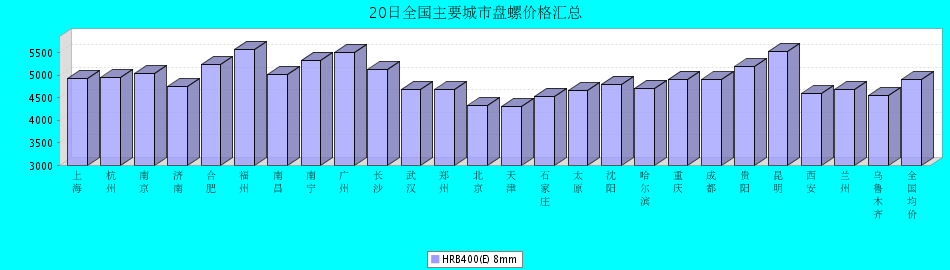 20日全国主要城市盘螺价格汇总
5500
5000
4500
4000
3500
3000
上海
杭州
南京
济南
合肥
福州
南昌
南宁
广州
长沙
武汉
郑州
北京
天津
石家庄
太原
沈阳
哈尔滨
重庆
成都
贵阳
昆明
西安
兰州
乌鲁木齐
全国均价
HRB400(E) 8mm